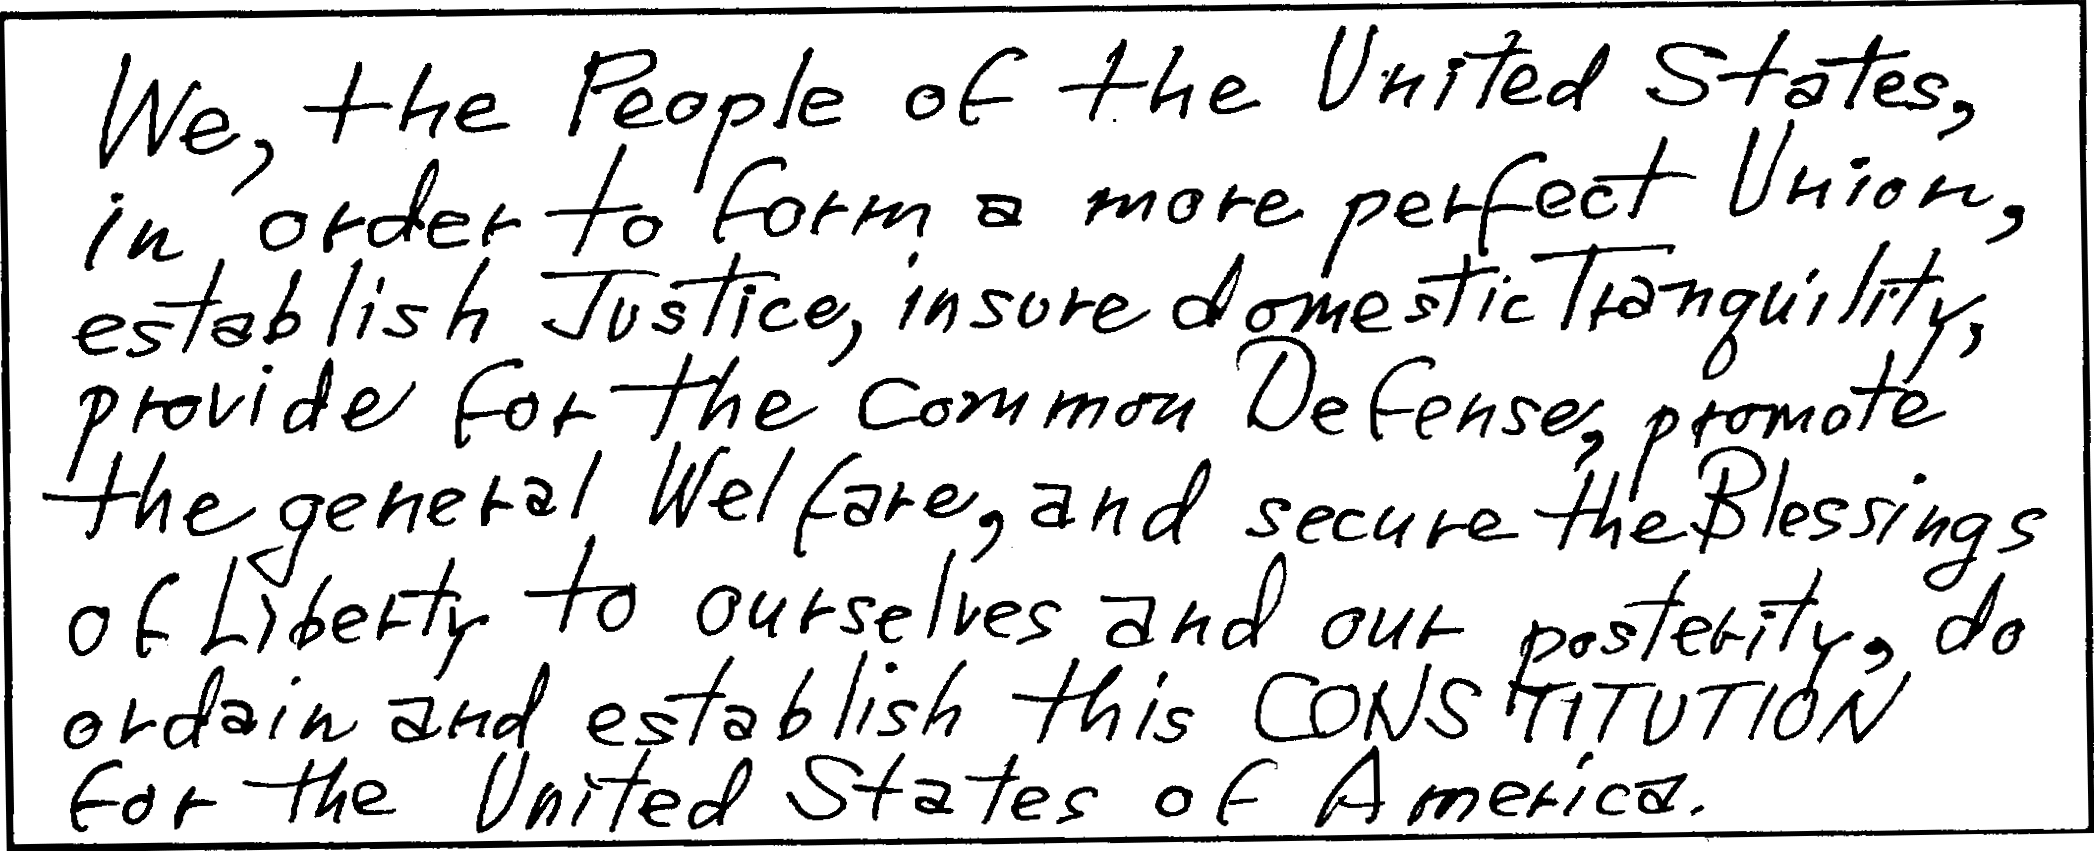 We, the People of the United States,
in order to form a more perfect Union,
establish Justice, insure domestic Tranquility,
provide for the common Defense, promote
the general Welfare, and secure the Blessings
of Liberty to ourselves and our posterity, do
ordain and establish this CONSTITUTION
for the United States of America.